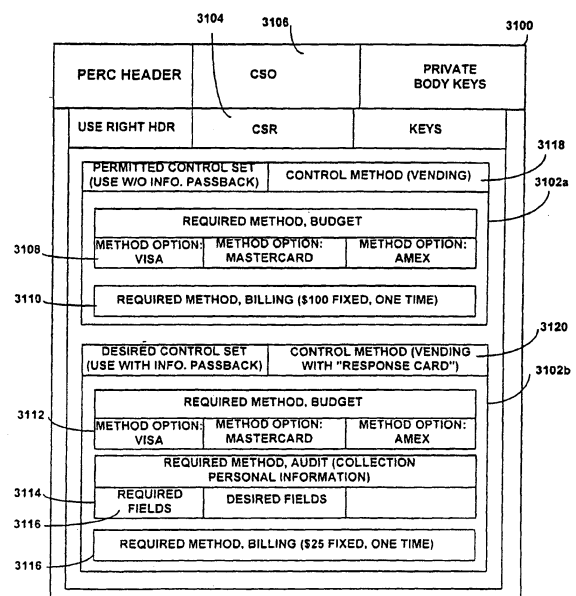 3106
3104
3100
PERC HEADER
CSO
PRIVATE
BODY KEYS
USE RIGHT HDR
CSR
KEYS
3118
PERMITTED CONTROL SET
(USE W/O INFO. PASSBACK)
CONTROL METHOD (VENDING)
3102a
REQUIRED METHOD, BUDGET
3108
METHOD OPTION:
VISA
METHOD OPTION:
MASTERCARD
METHOD OPTION:
AMEX
3110
REQUIRED METHOD, BILLING ($100 FIXED, ONE TIME)
3120
DESIRED CONTROL SET
(USE WITH INFO. PASSBACK)
CONTROL METHOD (VENDING
WITH "RESPONSE CARD")
3102b
REQUIRED METHOD, BUDGET
3112
METHOD OPTION:
VISA
METHOD OPTION:
MASTERCARD
METHOD OPTION:
AMEX
REQUIRED METHOD, AUDIT (COLLECTION
PERSONAL INFORMATION)
3114
REQUIRED
FIELDS
DESIRED FIELDS
3116
REQUIRED METHOD, BILLING ($25 FIXED, ONE TIME)
3116